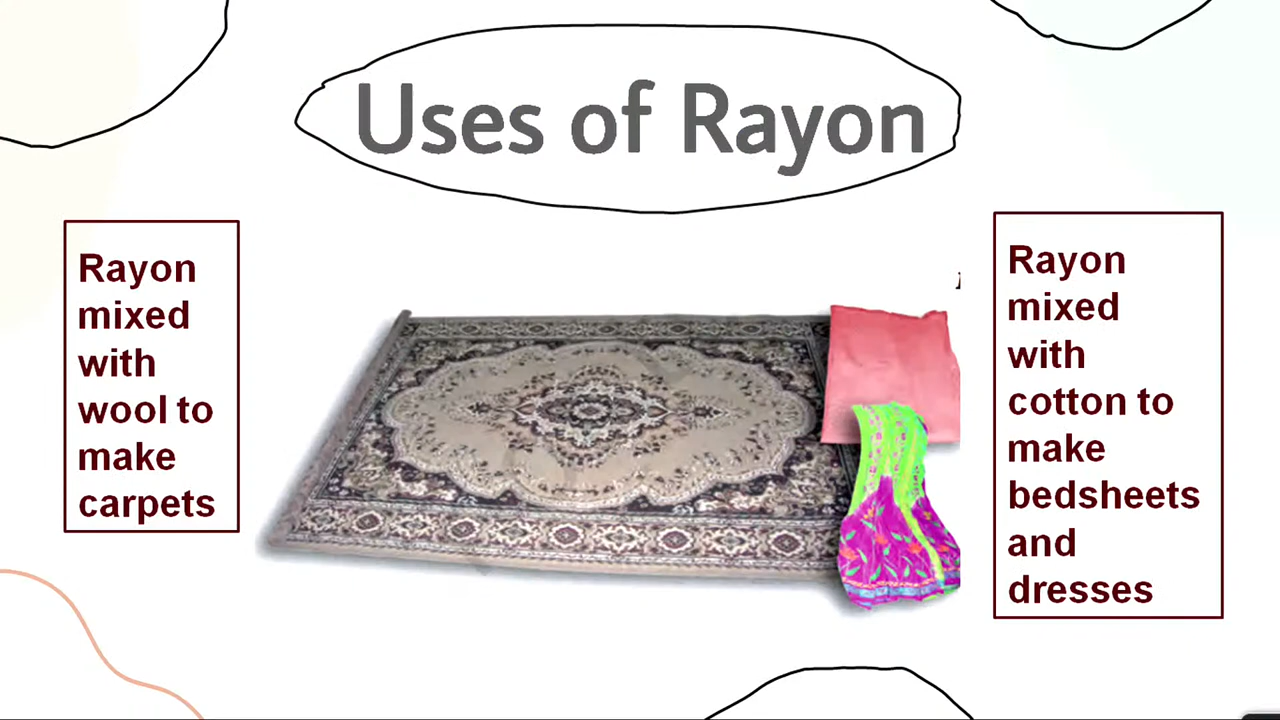 Uses of Rayon
Rayon
mixed
with
wool to
make
carpets
Rayon
mixed
with
cotton to
make
bedsheets
and
dresses